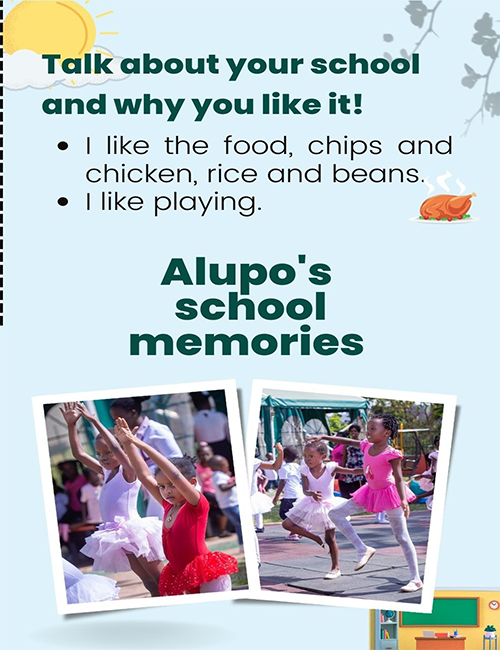 Talk about your school
and why you like it!
• I like the food, chips and
chicken, rice and beans.
• I like playing.
Alupo's
school
memories